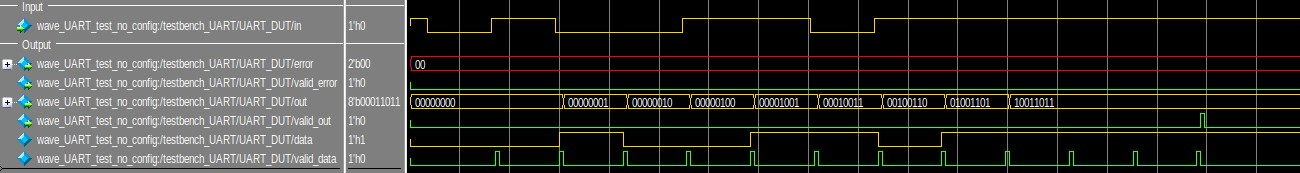 Input
wave_UART_test_no_config:/testbench_UART/UART_DUT/in 1'h0
Output
wave_UART_test_no_config:/testbench_UART/UART_DUT/error 2'b00 00
wave_UART_test_no_config:/testbench_UART/UART_DUT/valid_error 1'h0
wave_UART_test_no_config:/testbench_UART/UART_DUT/out 8'b00011011 00000000 00000001 00000010 00000100 00001001 00010011 00100110 01001101 10011011
wave_UART_test_no_config:/testbench_UART/UART_DUT/valid_out 1'h0
wave_UART_test_no_config:/testbench_UART/UART_DUT/data 1'h1
wave_UART_test_no_config:/testbench_UART/UART_DUT/valid_data 1'h0